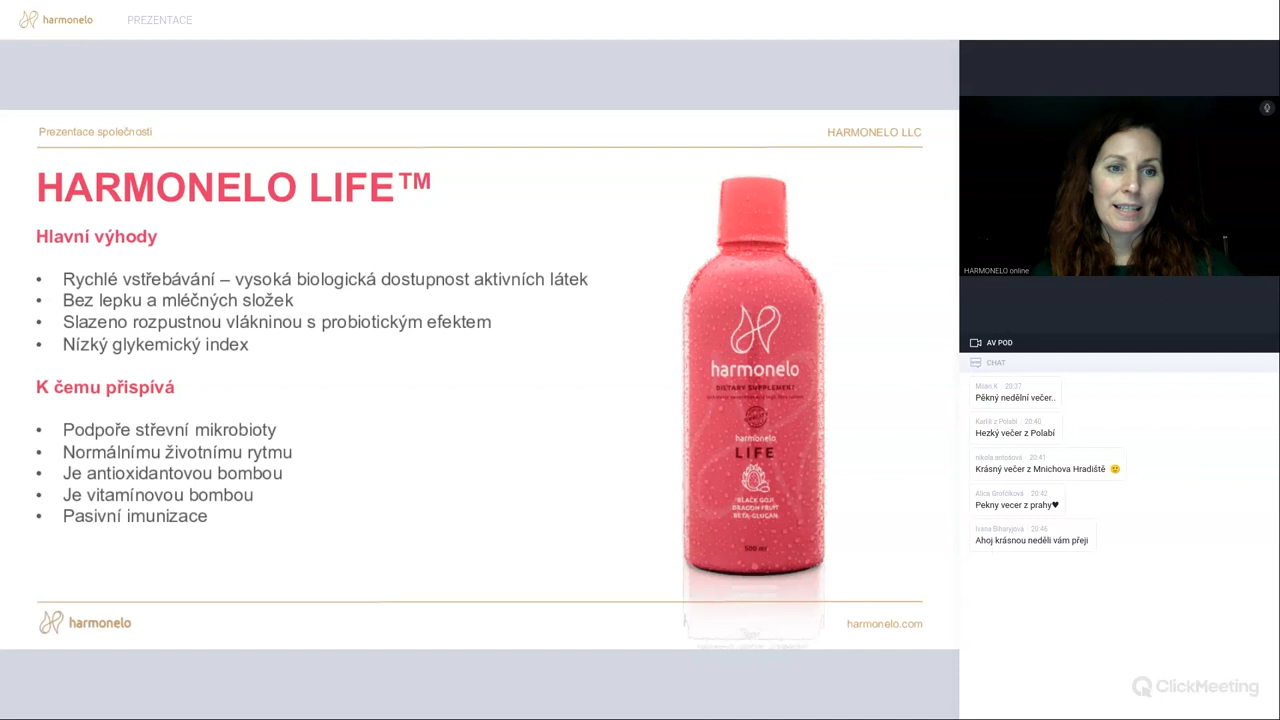 harmonelo
PREZENTACE
Prezentace společnosti
HARMONELO LLC
HARMONELO LIFE™
Hlavní výhody
• Rychlé vstřebávání – vysoká biologická dostupnost aktivních látek
• Bez lepku a mléčných složek
• Slazeno rozpustnou vlákninou s probiotickým efektem
• Nízký glykemický index
K čemu přispívá
• Podpoře střevní mikrobioty
• Normálnímu životnímu rytmu
• Je antioxidantovou bombou
• Je vitamínovou bombou
• Pasivní imunizace
harmonelo
DIETARY SUPPLEMENT
harmonelo
LIFE
BLACK GOJI
DRAGON FRUIT
BETA-GLUCAN
500 ml
harmonelo
harmonelo.com
HARMONELO online
AV POD
CHAT
Milan K 20:37
Pěkný nedělní večer..
20:40
Hezký večer z Polabí
nikola antošová 20:41
Krásný večer z Mnichova Hradiště 🙂
Alica Grofčíková 20:42
Pekny vecer z prahy♥
Ivana Biharyjová 20:46
Ahoj krásnou neděli vám přeji
ClickMeeting